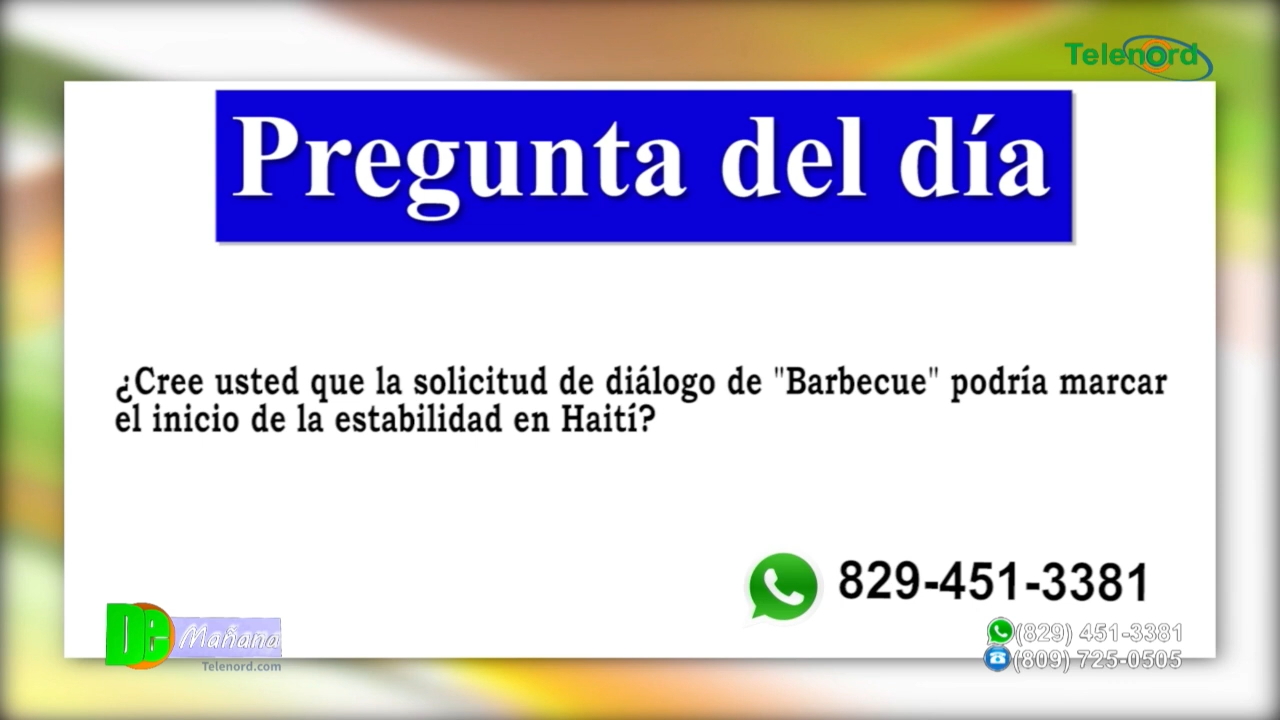 Telenord
Pregunta del día
¿Cree usted que la solicitud de diálogo de "Barbecue" podría marcar
el inicio de la estabilidad en Haití?
829-451-3381
De Mañana
Telenord.com
(829) 451-3381
(809) 725-0505